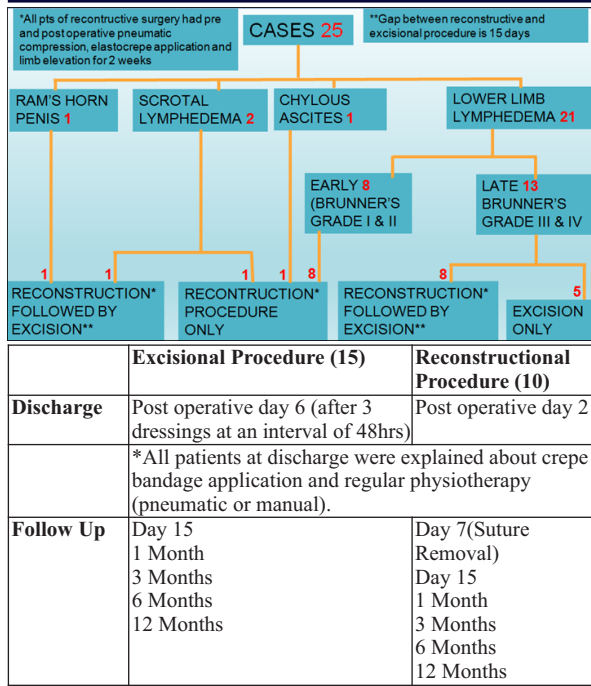 *All pts of recontructive surgery had pre
and post operative pneumatic
compression, elastocrepe application and
limb elevation for 2 weeks
CASES 25
**Gap between reconstructive and
excisional procedure is 15 days
RAM'S HORN
PENIS 1
SCROTAL
LYMPHEDEMA 2
CHYLOUS
ASCITES 1
LOWER LIMB
LYMPHEDEMA 21
EARLY 8
(BRUNNER'S
GRADE I & II
LATE 13
BRUNNER'S
GRADE III & IV
1
1
1
1
8
8
5
RECONSTRUCTION*
FOLLOWED BY
EXCISION**
RECONTRUCTION*
PROCEDURE
ONLY
RECONSTRUCTION*
FOLLOWED BY
EXCISION**
EXCISION
ONLY
Excisional Procedure (15)
Reconstructional
Procedure (10)
Discharge
Post operative day 6 (after 3
dressings at an interval of 48hrs)
Post operative day 2
*All patients at discharge were explained about crepe
bandage application and regular physiotherapy
(pneumatic or manual).
Follow Up
Day 15
1 Month
3 Months
6 Months
12 Months
Day 7(Suture
Removal)
Day 15
1 Month
3 Months
6 Months
12 Months